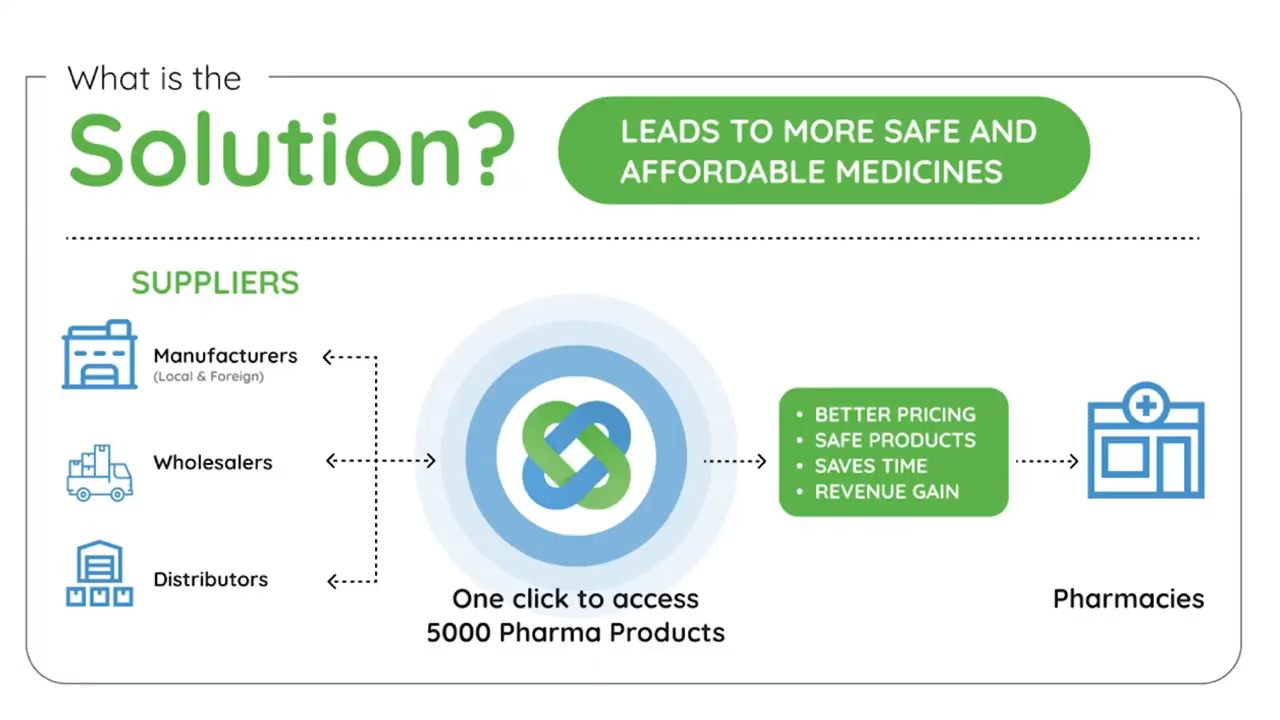 What is the
Solution?
LEADS TO MORE SAFE AND
AFFORDABLE MEDICINES
SUPPLIERS
Manufacturers
(Local & Foreign)
Wholesalers
Distributors
One click to access
5000 Pharma Products
• BETTER PRICING
• SAFE PRODUCTS
• SAVES TIME
• REVENUE GAIN
Pharmacies